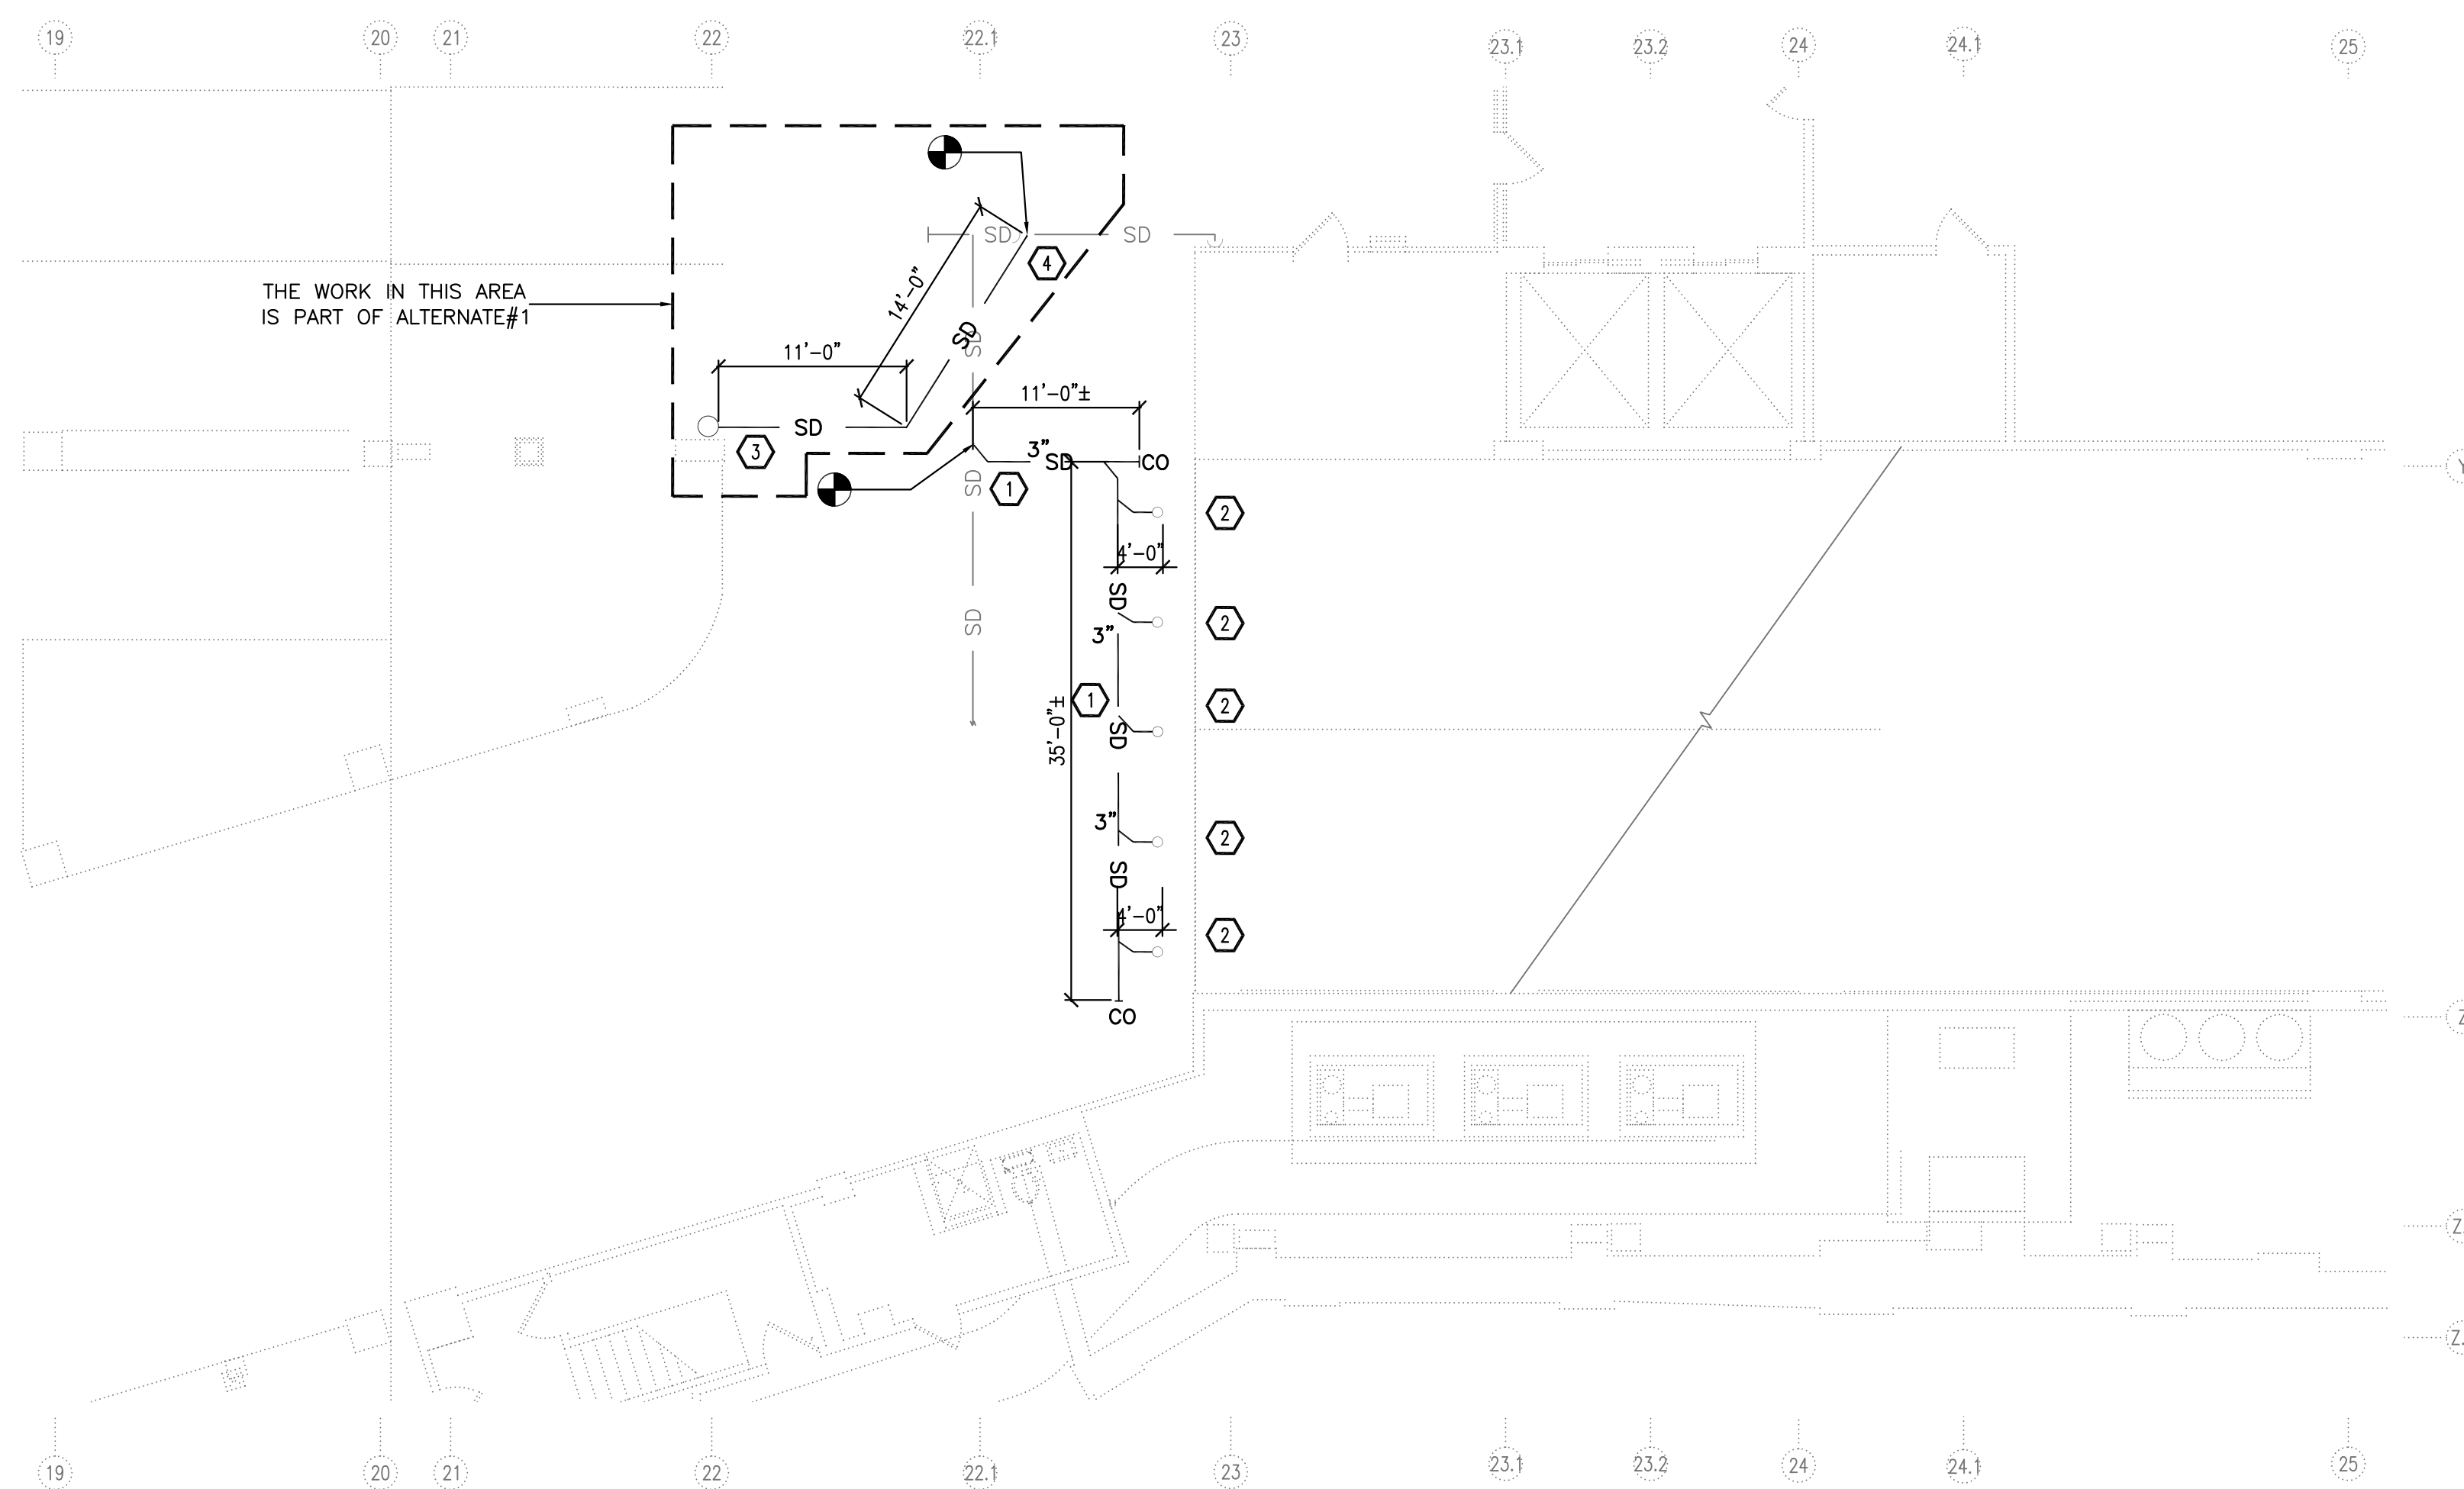 19 20 21 22 22.1 23 23.1 23.2 24 24.1 25
SD SD
4
THE WORK IN THIS AREA
IS PART OF ALTERNATE#1
14'-0"
SD
SD
11'-0"
11'-0"±
SD
3
3"
SD CO
Y
SD
1
2
4'-0"
SD
2
SD
3"
2
1
35'-0"±
SD
3"
2
SD
4'-0"
2
CO
Z
Z.
Z.
19 20 21 22 22.1 23 23.1 23.2 24 24.1 25